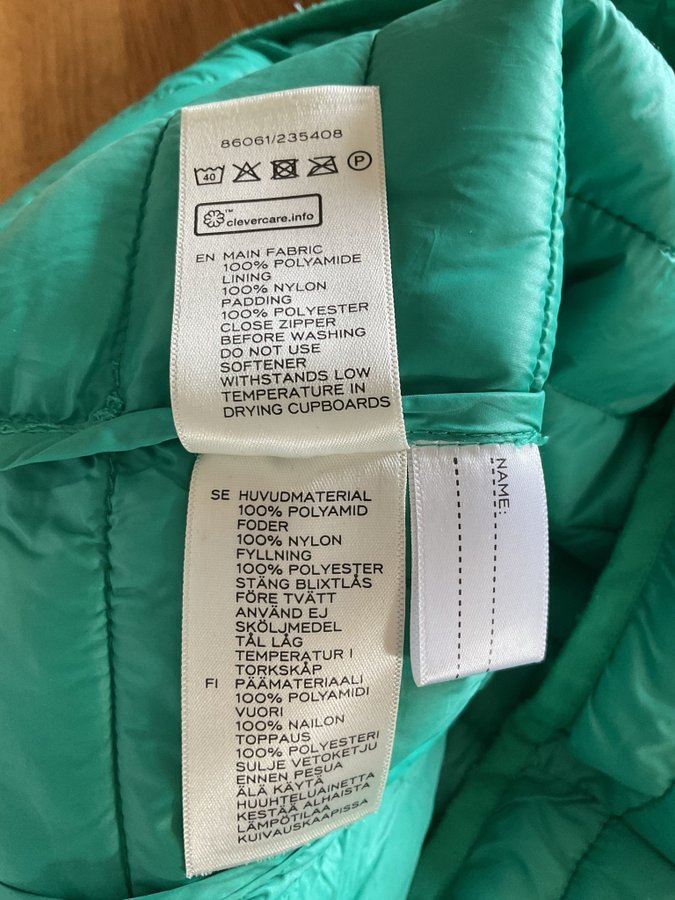 86061/235408
40 P
™
clevercare.info
EN MAIN FABRIC
100% POLYAMIDE
LINING
100% NYLON
PADDING
100% POLYESTER
CLOSE ZIPPER
BEFORE WASHING
DO NOT USE
SOFTENER
WITHSTANDS LOW
TEMPERATURE IN
DRYING CUPBOARDS
SE HUVUDMATERIAL
100% POLYAMID
FODER
100% NYLON
FYLLNING
100% POLYESTER
STÄNG BLIXTLÅS
FÖRE TVÄTT
ANVÄND EJ
SKÖLJMEDEL
TÅL LÅG
TEMPERATUR I
TORKSKÅP
FI PÄÄMATERIAALI
100% POLYAMIDI
VUORI
100% NAILON
TOPPAUS
100% POLYESTERI
SULJE VETOKETJU
ENNEN PESUA
ÄLÄ KÄYTÄ
HUUHTELUAINETTA
KESTÄÄ ALHAISTA
LÄMPÖTILAA
KUIVAUSKAAPISSA
NAME: